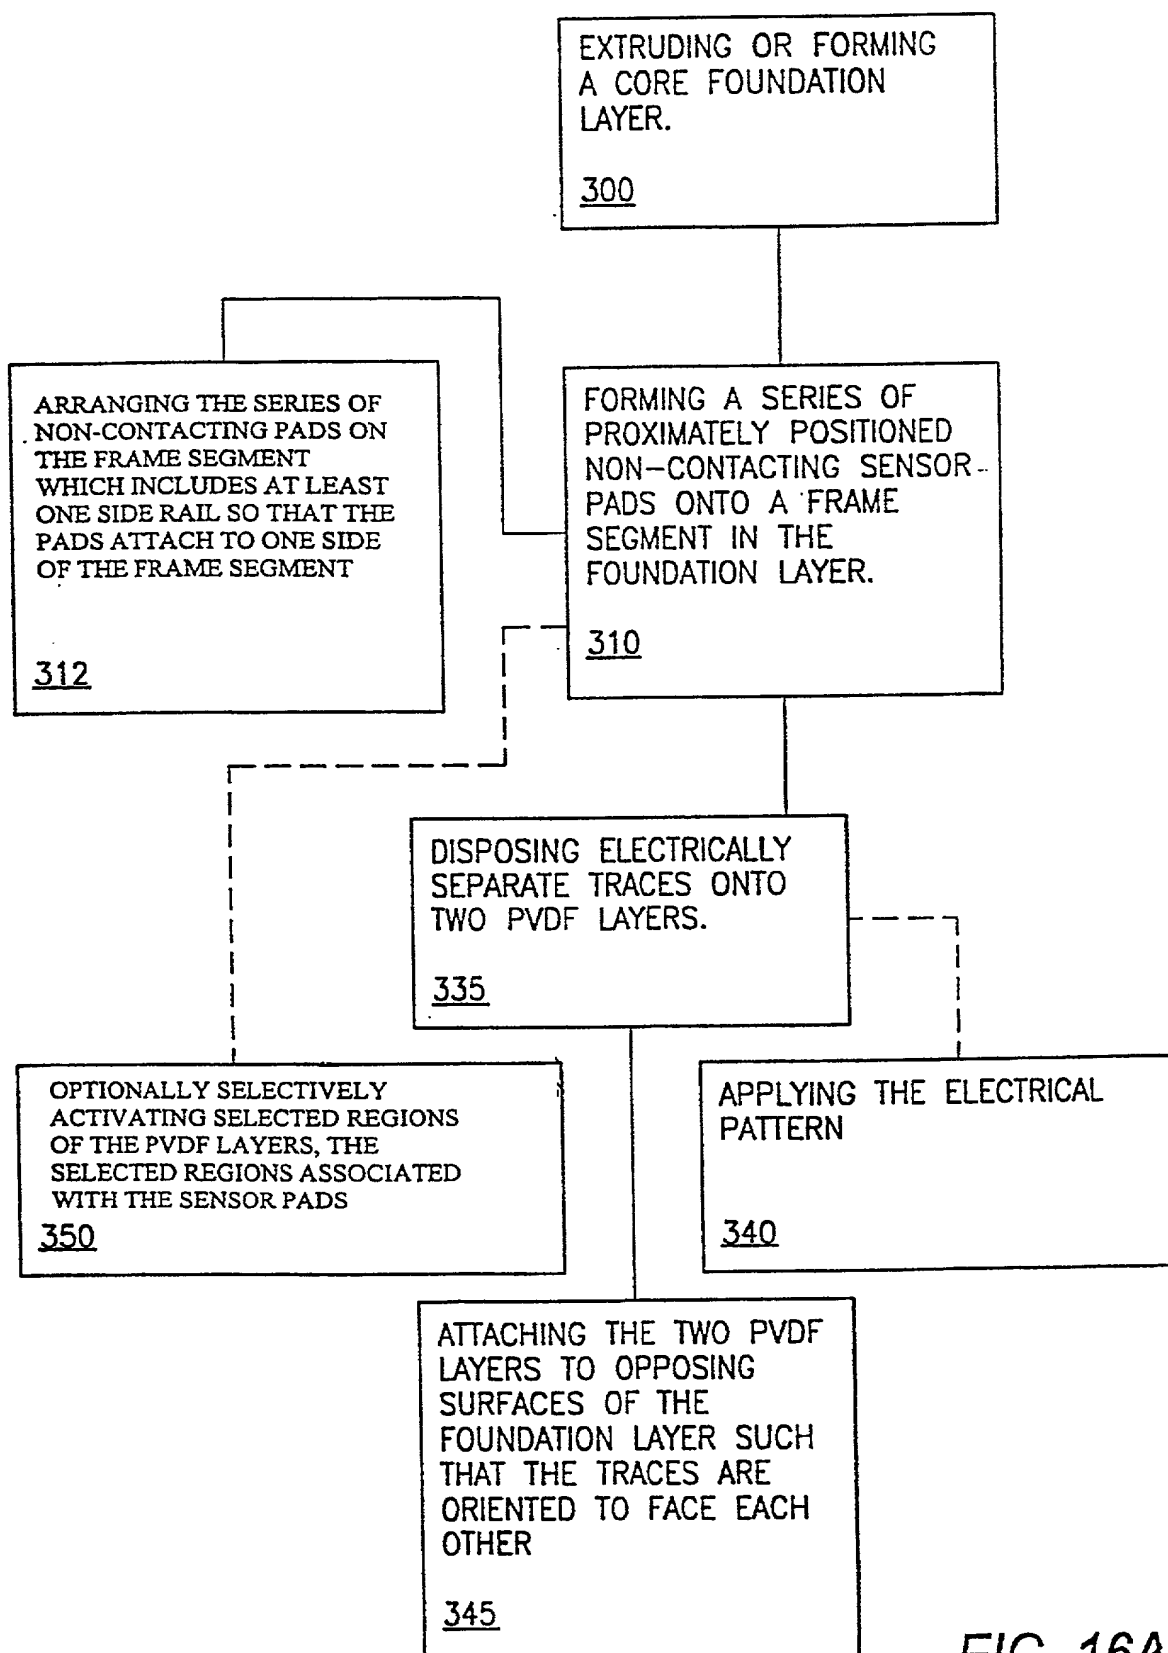 EXTRUDING OR FORMING
A CORE FOUNDATION
LAYER.
300
ARRANGING THE SERIES OF
NON-CONTACTING PADS ON
THE FRAME SEGMENT
WHICH INCLUDES AT LEAST
ONE SIDE RAIL SO THAT THE
PADS ATTACH TO ONE SIDE
OF THE FRAME SEGMENT
312
FORMING A SERIES OF
PROXIMATELY POSITIONED
NON-CONTACTING SENSOR
PADS ONTO A FRAME
SEGMENT IN THE
FOUNDATION LAYER.
310
DISPOSING ELECTRICALLY
SEPARATE TRACES ONTO
TWO PVDF LAYERS.
335
OPTIONALLY SELECTIVELY
ACTIVATING SELECTED REGIONS
OF THE PVDF LAYERS, THE
SELECTED REGIONS ASSOCIATED
WITH THE SENSOR PADS
350
APPLYING THE ELECTRICAL
PATTERN
340
ATTACHING THE TWO PVDF
LAYERS TO OPPOSING
SURFACES OF THE
FOUNDATION LAYER SUCH
THAT THE TRACES ARE
ORIENTED TO FACE EACH
OTHER
345
FIG. 16A